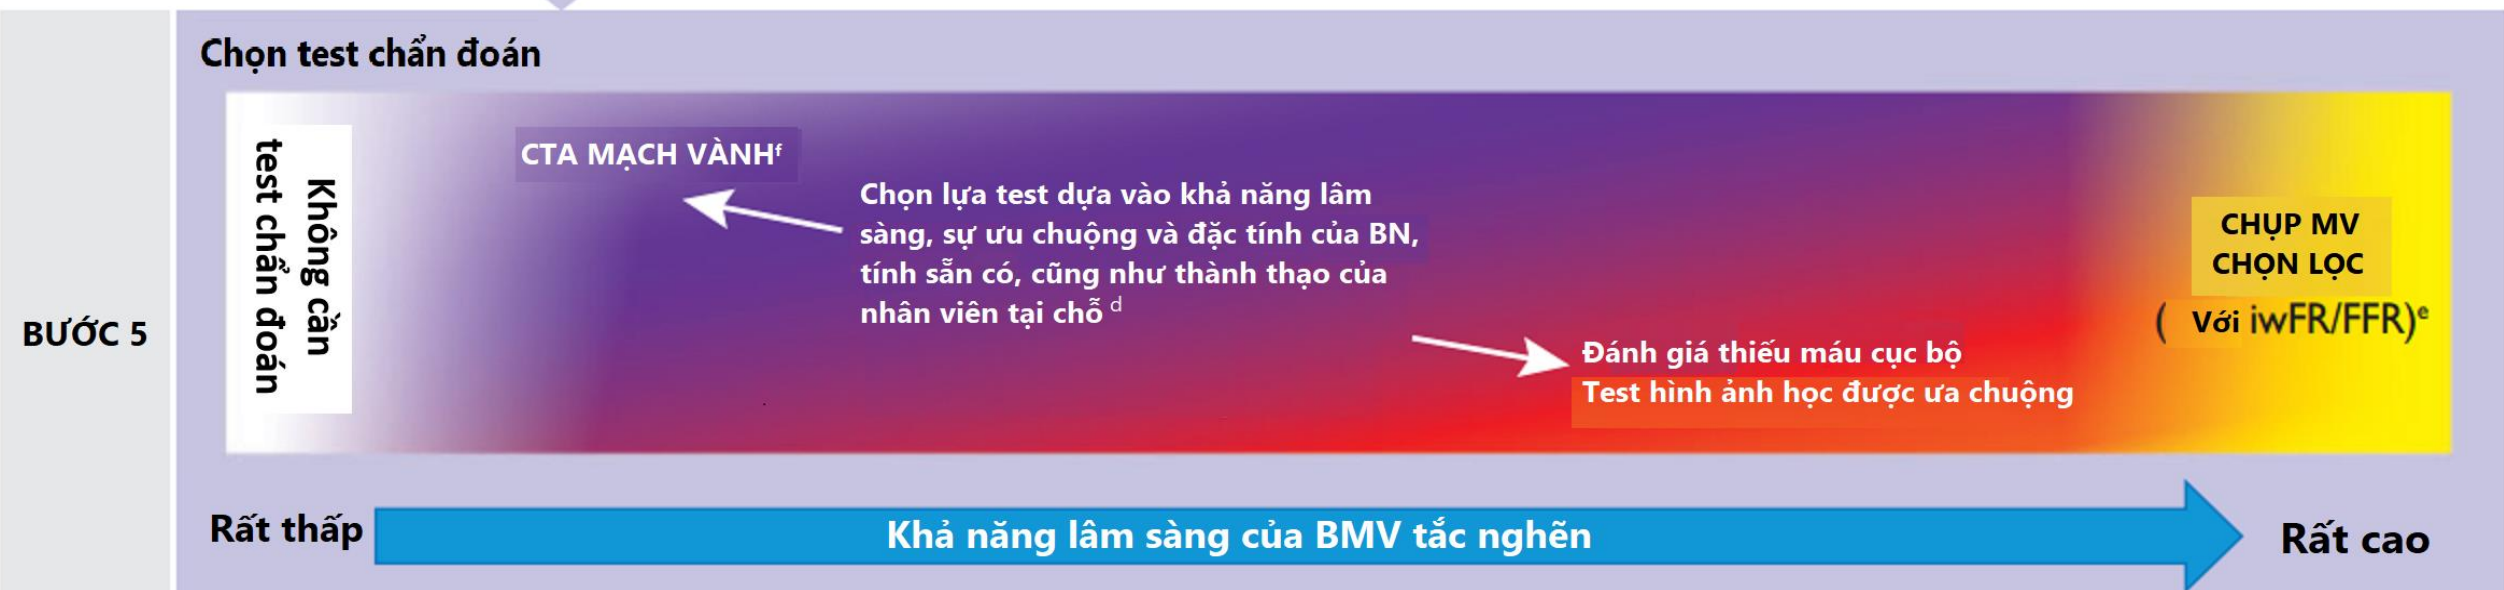 Chọn test chẩn đoán
BƯỚC 5
Không cần
test chẩn đoán
CTA MẠCH VÀNHᶠ
Chọn lựa test dựa vào khả năng lâm
sàng, sự ưu chuộng và đặc tính của BN,
tính sẵn có, cũng như thành thạo của
nhân viên tại chỗ ᵈ
Đánh giá thiếu máu cục bộ
Test hình ảnh học được ưa chuộng
CHỤP MV
CHỌN LỌC
( Với iwFR/FFR)ᵉ
Rất thấp
Khả năng lâm sàng của BMV tắc nghẽn
Rất cao